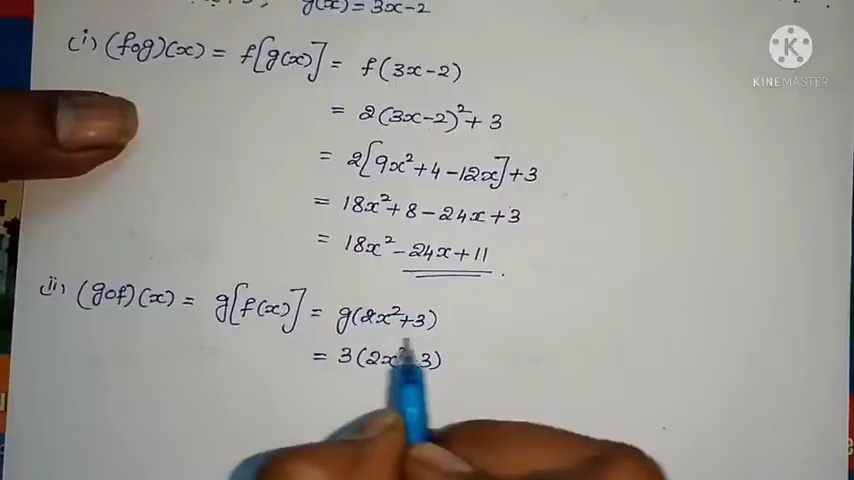 g(x) = 3x-2
(i) (fog)(x) = f[g(x)] = f(3x-2)
= 2(3x-2)²+3
= 2[9x²+4-12x]+3
= 18x²+8-24x+3
= 18x²-24x+11
(ii) (gof)(x) = g[f(x)] = g(2x²+3)
= 3(2x² 3)
KINEMASTER